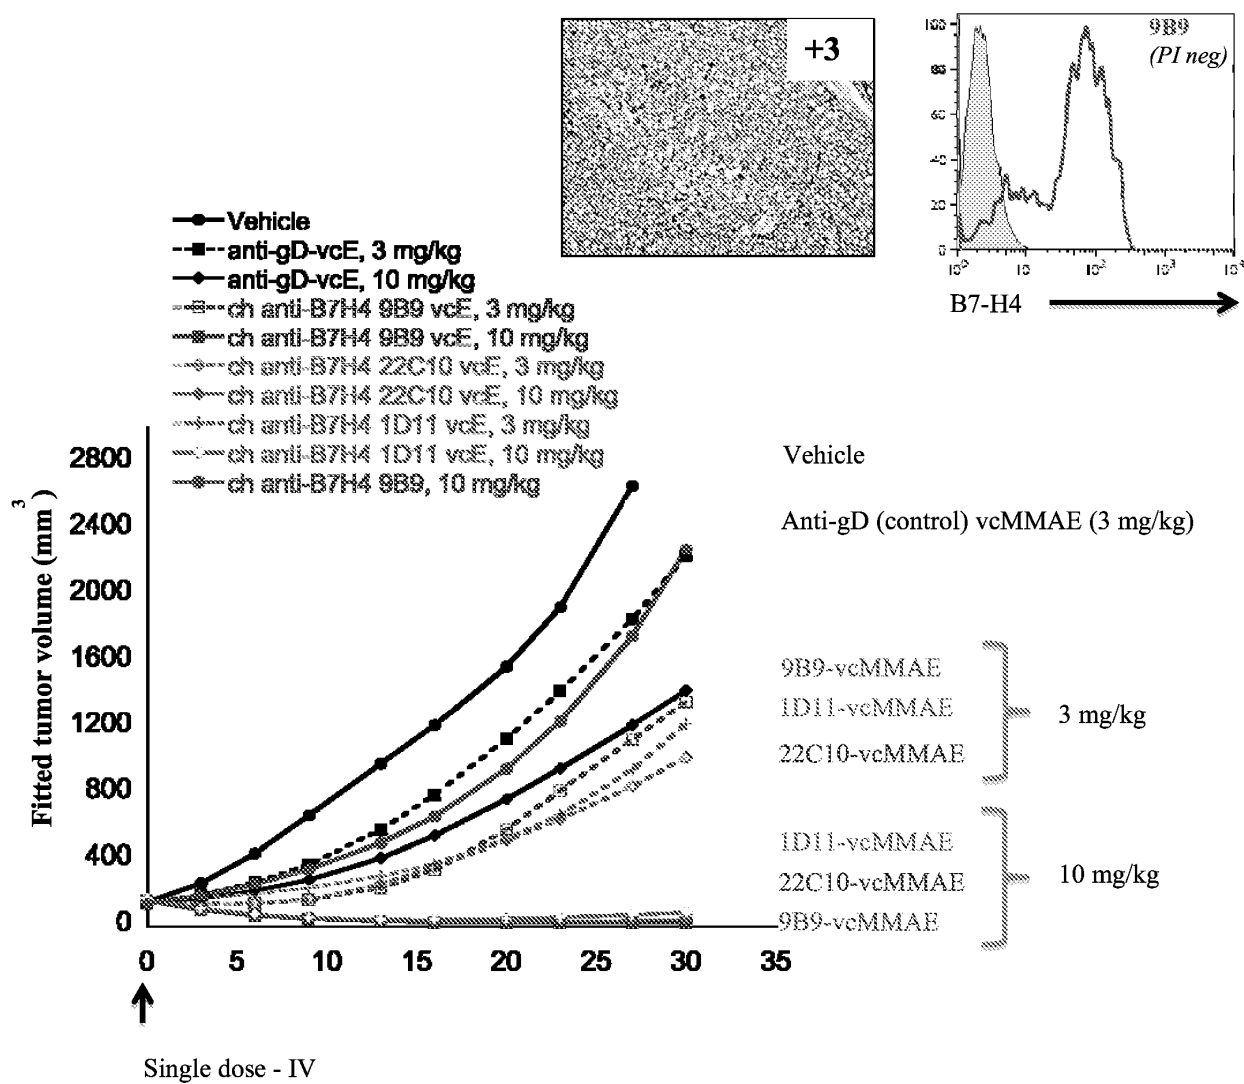 +3
9B9
(PI neg)
100
80
60
40
20
0
10⁰
10
10²
10³
10⁴
B7-H4
Vehicle
anti-gD-vcE, 3 mg/kg
anti-gD-vcE, 10 mg/kg
ch anti-B7H4 9B9 vcE, 3 mg/kg
ch anti-B7H4 9B9 vcE, 10 mg/kg
ch anti-B7H4 22C10 vcE, 3 mg/kg
ch anti-B7H4 22C10 vcE, 10 mg/kg
ch anti-B7H4 1D11 vcE, 3 mg/kg
ch anti-B7H4 1D11 vcE, 10 mg/kg
ch anti-B7H4 9B9, 10 mg/kg
Fitted tumor volume (mm³)
2800
2400
2000
1600
1200
800
400
0
0 5 10 15 20 25 30 35
Single dose - IV
Vehicle
Anti-gD (control) vcMMAE (3 mg/kg)
9B9-vcMMAE
1D11-vcMMAE
22C10-vcMMAE
3 mg/kg
1D11-vcMMAE
22C10-vcMMAE
9B9-vcMMAE
10 mg/kg